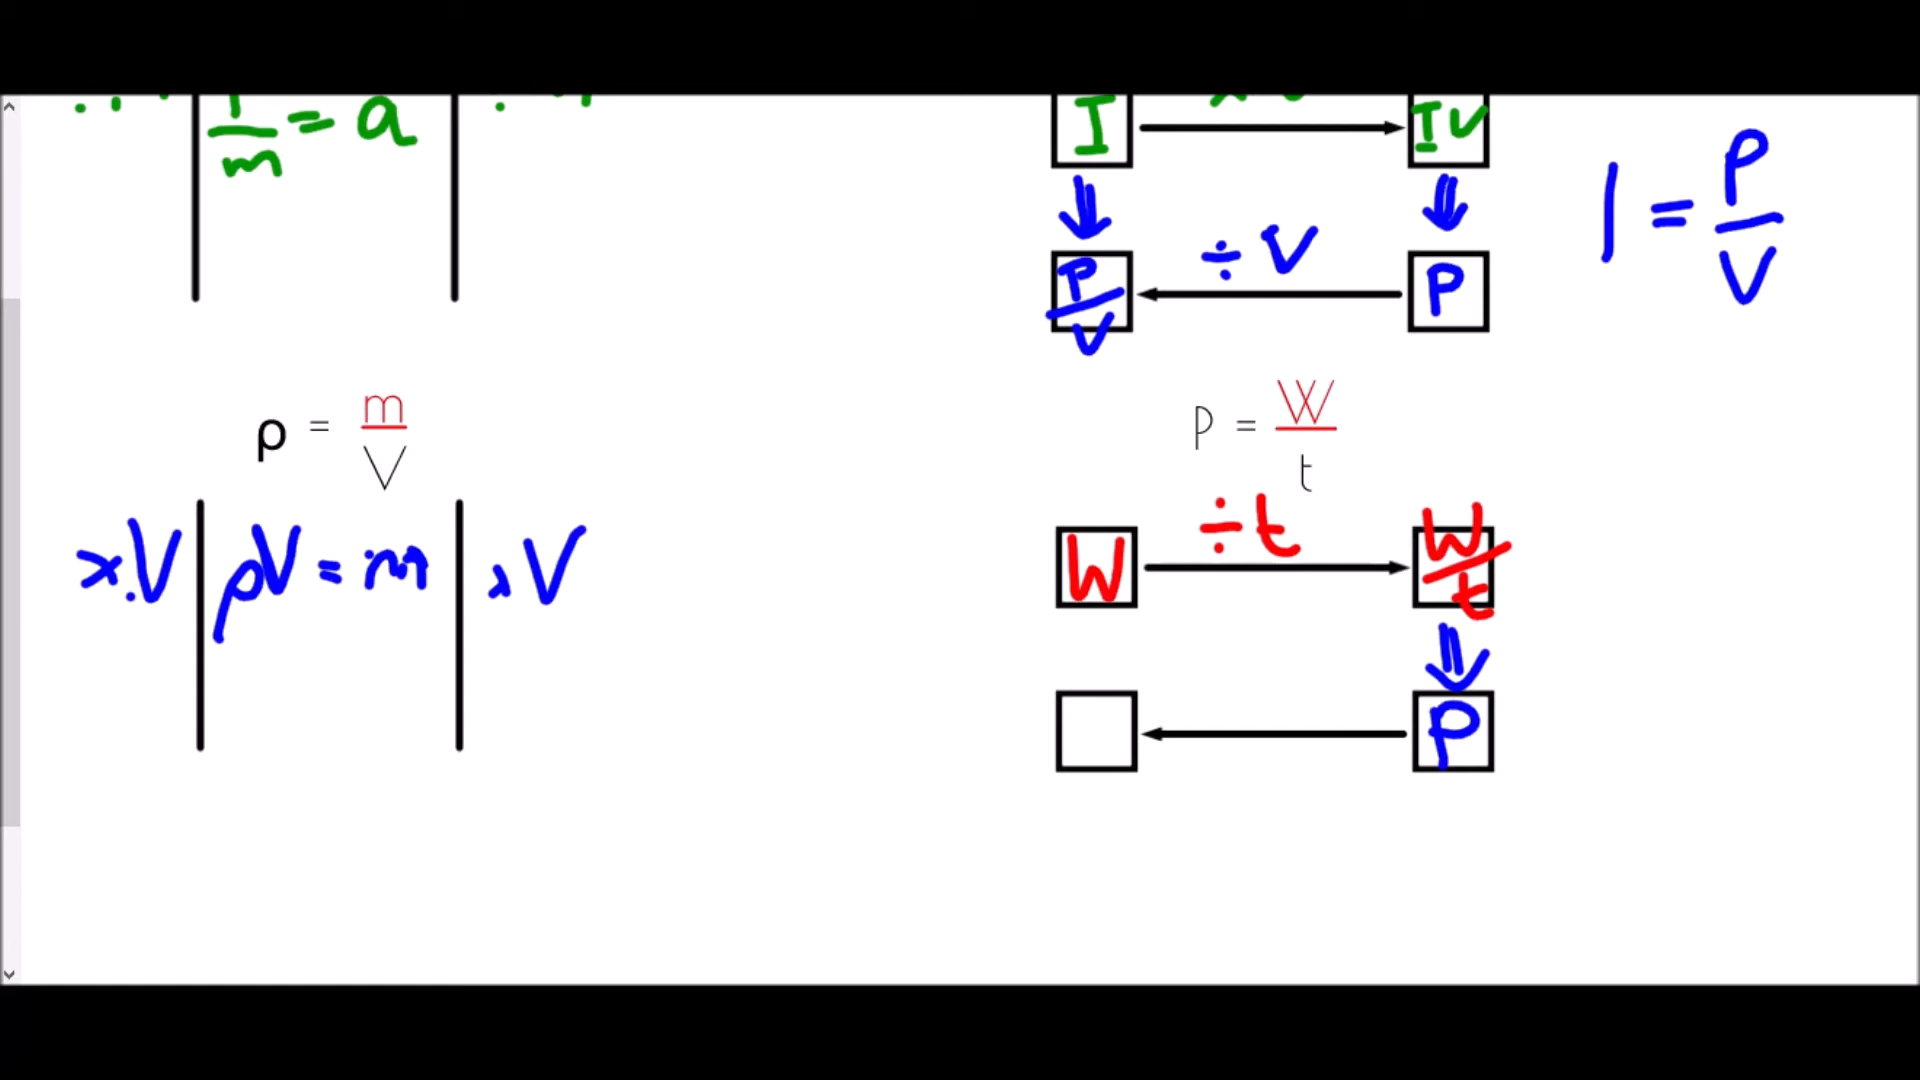 F/m = a
I
× V
IV
÷ V
P/V
P
I = P/V
ρ = m/V
×V | ρV = m | ×V
P = W/t
W
÷ t
W/t
P